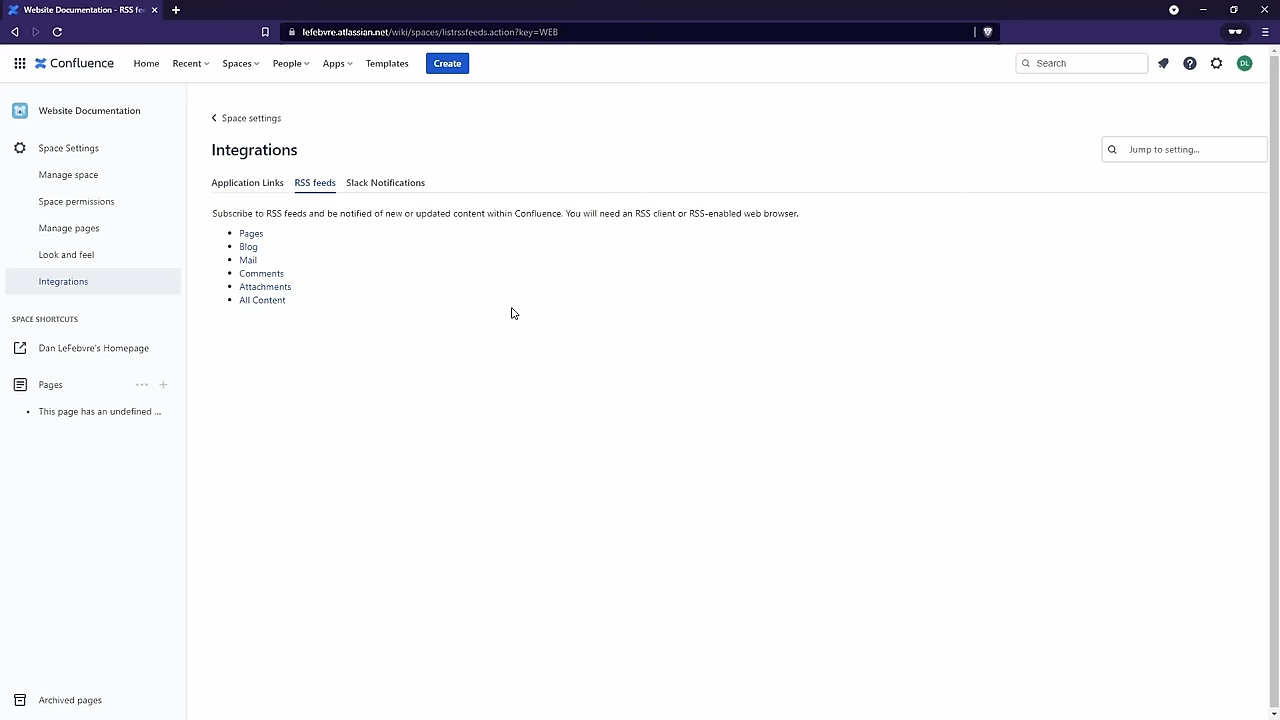 Website Documentation - RSS fe
lefebvre.atlassian.net/wiki/spaces/listrssfeeds.action?key=WEB
Confluence
Home
Recent
Spaces
People
Apps
Templates
Create
Search
DL
Website Documentation
Space Settings
Manage space
Space permissions
Manage pages
Look and feel
Integrations
SPACE SHORTCUTS
Dan LeFebvre's Homepage
Pages
This page has an undefined ...
Archived pages
Space settings
Integrations
Jump to setting...
Application Links
RSS feeds
Slack Notifications
Subscribe to RSS feeds and be notified of new or updated content within Confluence. You will need an RSS client or RSS-enabled web browser.
• Pages
• Blog
• Mail
• Comments
• Attachments
• All Content